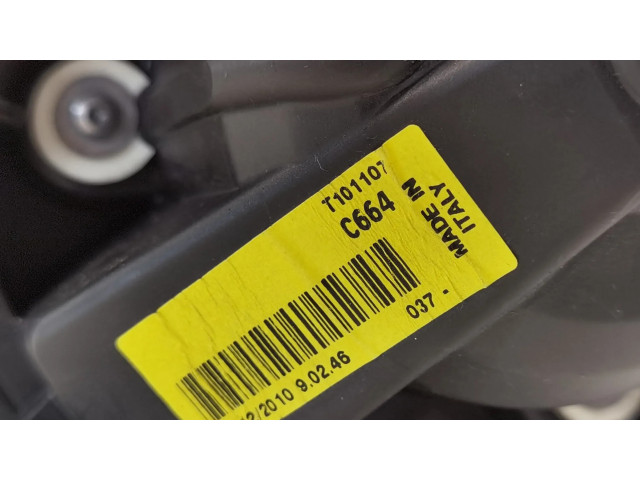 T101107
C664
MADE IN
ITALY
037 -
2/2010 9.02.46